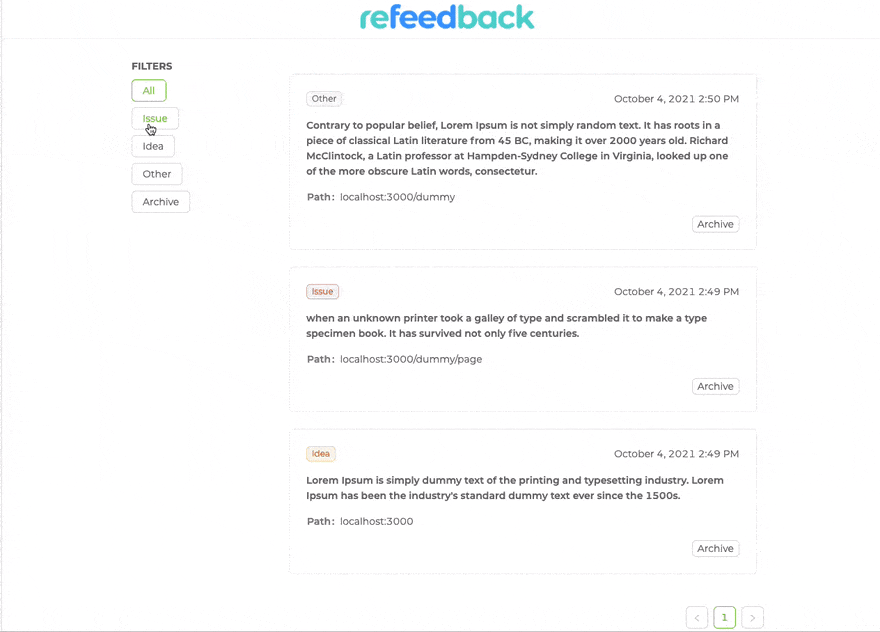 refeedback
FILTERS
All
Issue
Idea
Other
Archive
Other
October 4, 2021 2:50 PM
Contrary to popular belief, Lorem Ipsum is not simply random text. It has roots in a
piece of classical Latin literature from 45 BC, making it over 2000 years old. Richard
McClintock, a Latin professor at Hampden-Sydney College in Virginia, looked up one
of the more obscure Latin words, consectetur.
Path: localhost:3000/dummy
Archive
Issue
October 4, 2021 2:49 PM
when an unknown printer took a galley of type and scrambled it to make a type
specimen book. It has survived not only five centuries.
Path: localhost:3000/dummy/page
Archive
Idea
October 4, 2021 2:49 PM
Lorem Ipsum is simply dummy text of the printing and typesetting industry. Lorem
Ipsum has been the industry's standard dummy text ever since the 1500s.
Path: localhost:3000
Archive
< 1 >